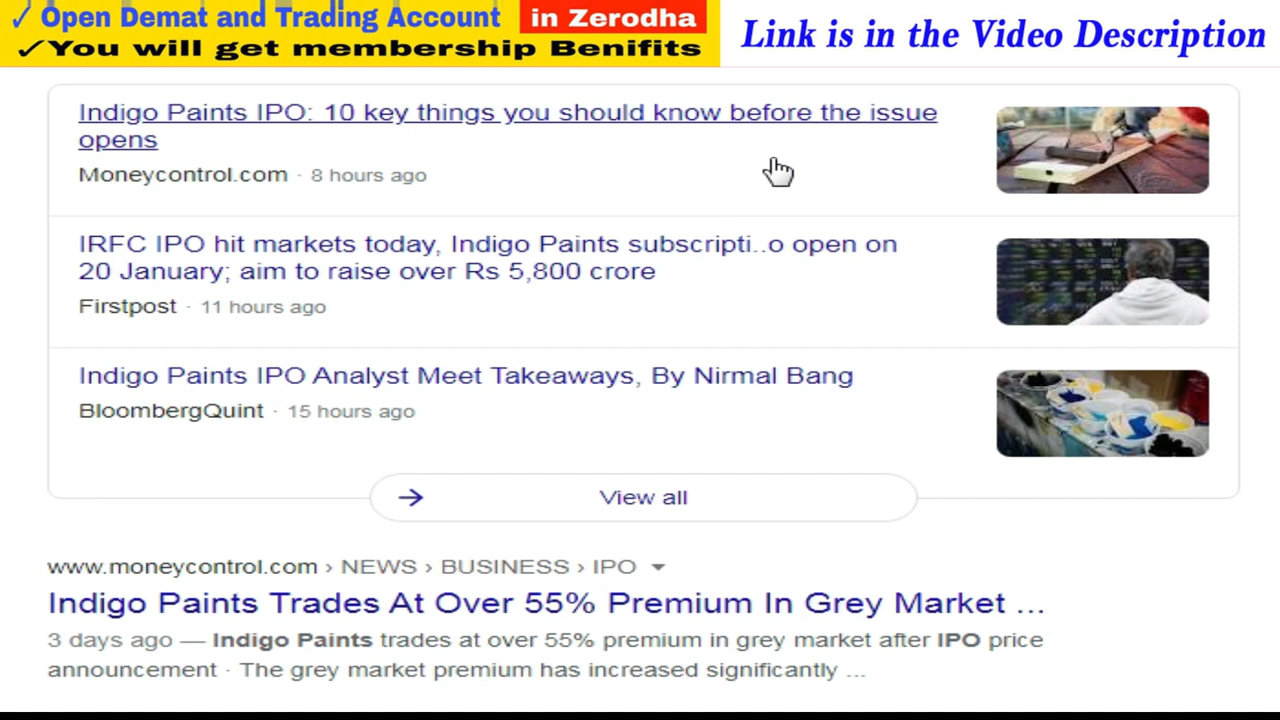 ✓ Open Demat and Trading Account in Zerodha
✓You will get membership Benifits
Link is in the Video Description
Indigo Paints IPO: 10 key things you should know before the issue
opens
Moneycontrol.com · 8 hours ago
IRFC IPO hit markets today, Indigo Paints subscripti..o open on
20 January; aim to raise over Rs 5,800 crore
Firstpost · 11 hours ago
Indigo Paints IPO Analyst Meet Takeaways, By Nirmal Bang
BloombergQuint · 15 hours ago
→ View all
www.moneycontrol.com › NEWS › BUSINESS › IPO ▼
Indigo Paints Trades At Over 55% Premium In Grey Market ...
3 days ago — Indigo Paints trades at over 55% premium in grey market after IPO price
announcement · The grey market premium has increased significantly ...